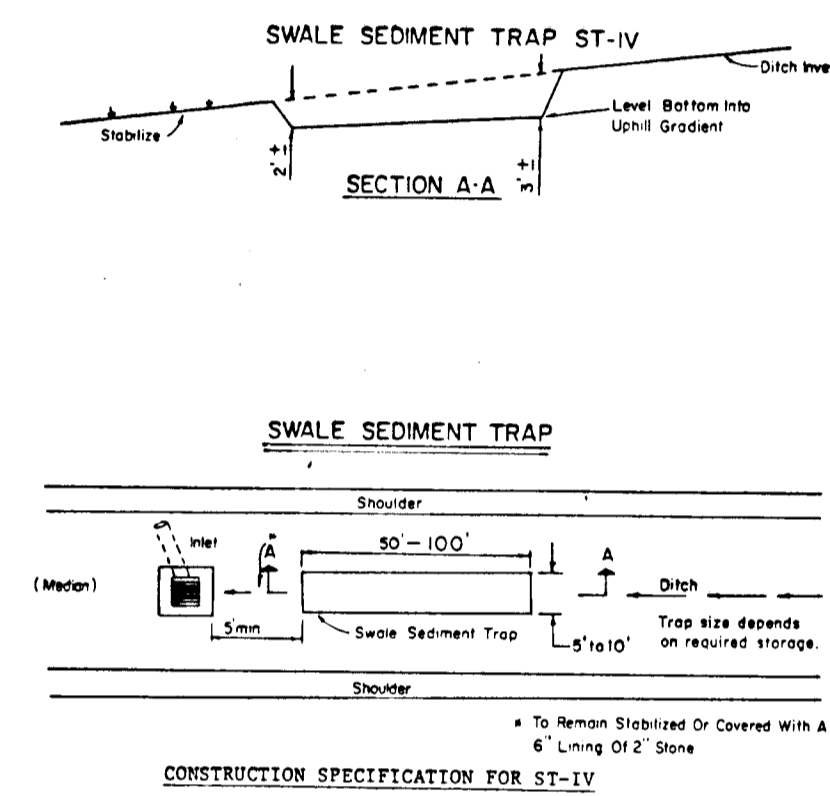 SWALE SEDIMENT TRAP ST-IV
Ditch Inve
Level Bottom Into
Uphill Gradient
Stabilize
2' ±
3' ±
SECTION A-A
SWALE SEDIMENT TRAP
Shoulder
Inlet
A*
50'-100'
A
(Median)
Ditch
5' min
Swale Sediment Trap
5' to 10'
Trap size depends
on required storage.
Shoulder
* To Remain Stabilized Or Covered With A
6" Lining Of 2" Stone
CONSTRUCTION SPECIFICATION FOR ST-IV